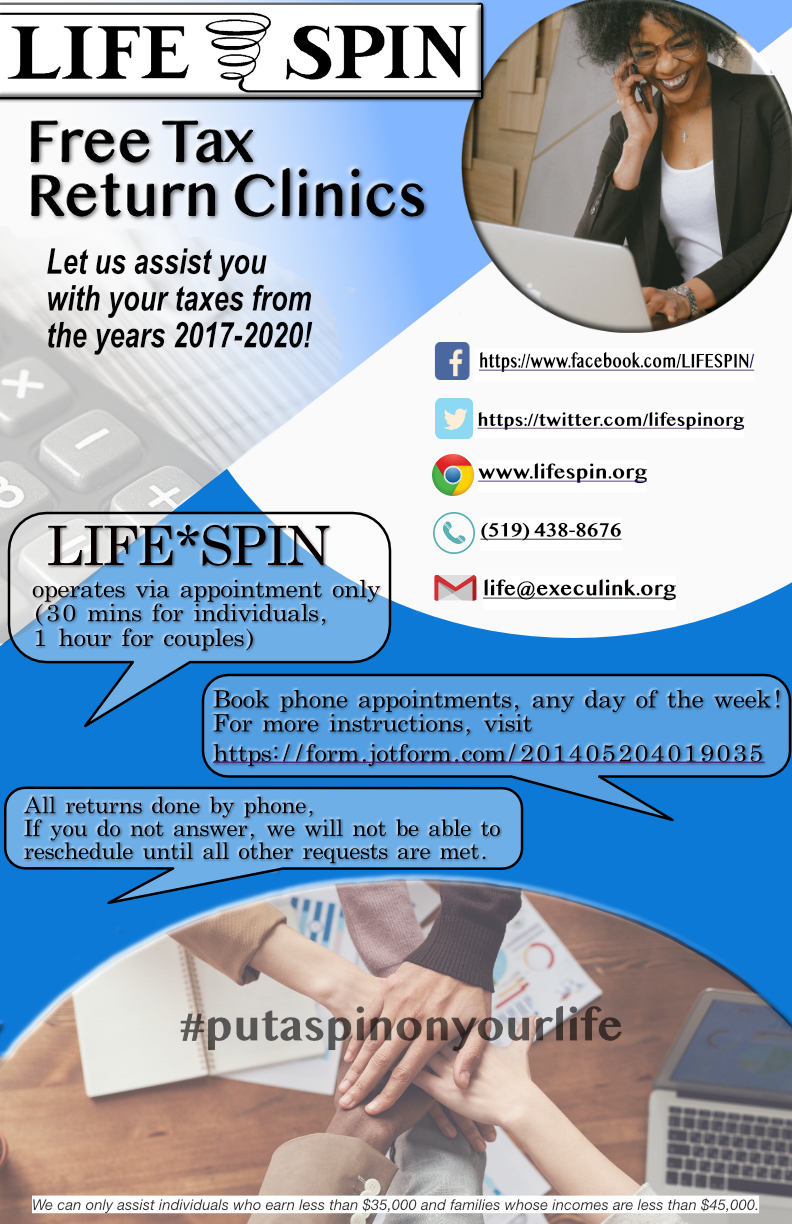 LIFE SPIN
Free Tax
Return Clinics
Let us assist you
with your taxes from
the years 2017-2020!
https://www.facebook.com/LIFESPIN/
https://twitter.com/lifespinorg
www.lifespin.org
(519) 438-8676
life@execulink.org
LIFE*SPIN
operates via appointment only
(30 mins for individuals,
1 hour for couples)
Book phone appointments, any day of the week!
For more instructions, visit
https://form.jotform.com/201405204019035
All returns done by phone,
If you do not answer, we will not be able to
reschedule until all other requests are met.
#putaspinonyourlife
We can only assist individuals who earn less than $35,000 and families whose incomes are less than $45,000.